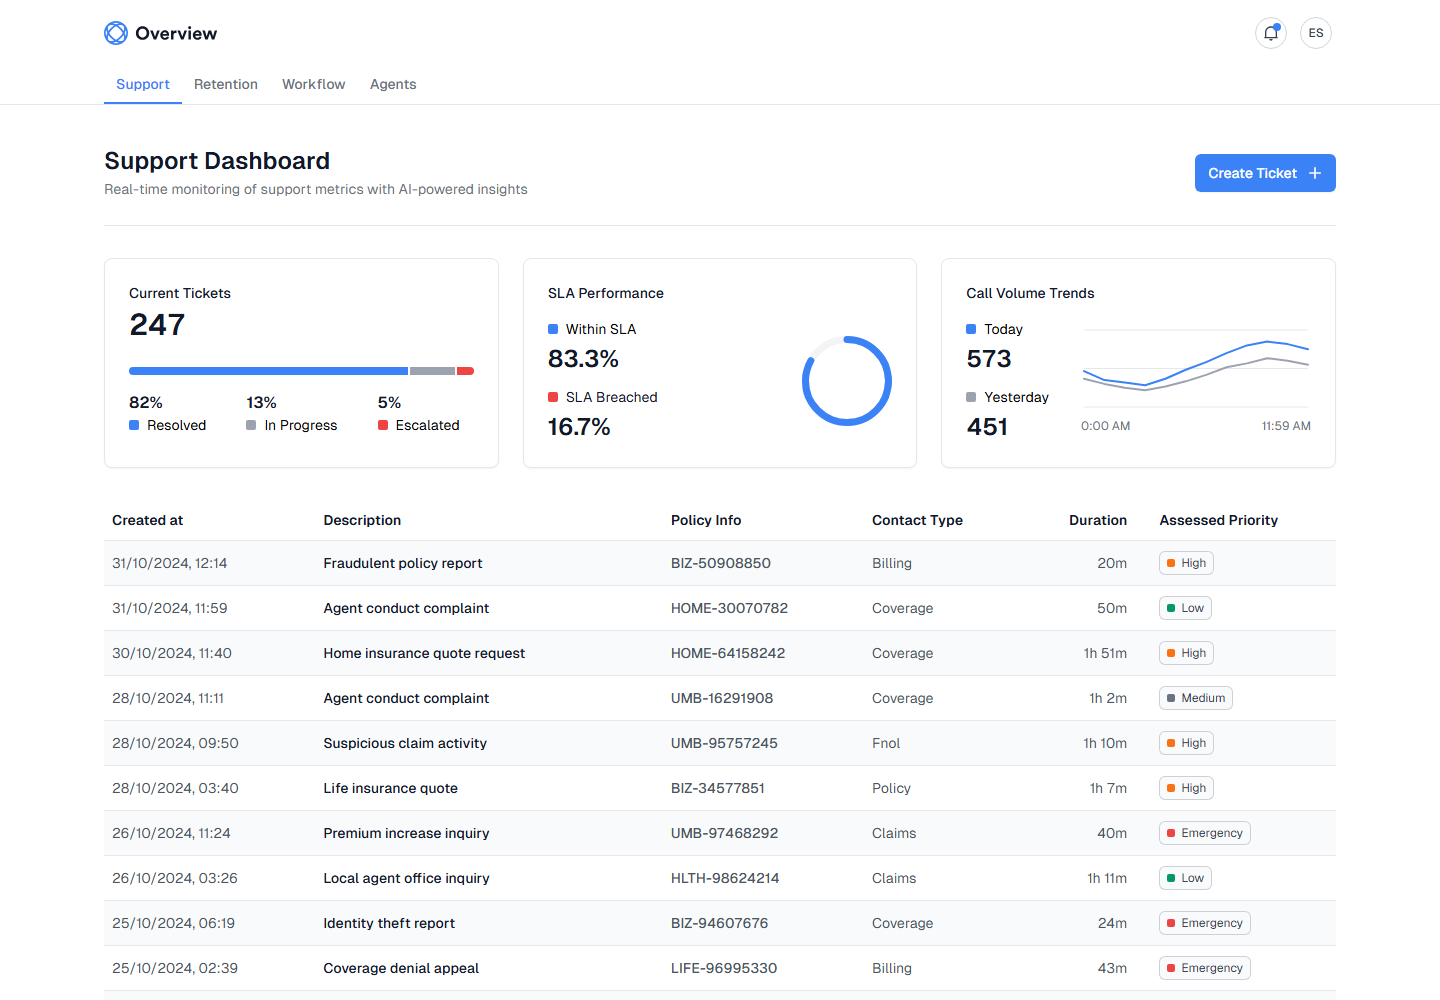 Overview
ES
Support Retention Workflow Agents
Support Dashboard
Real-time monitoring of support metrics with AI-powered insights
Create Ticket
Current Tickets
247
82% 13% 5%
Resolved In Progress Escalated
SLA Performance
Within SLA
83.3%
SLA Breached
16.7%
Call Volume Trends
Today
573
Yesterday
451
0:00 AM 11:59 AM
Created at Description Policy Info Contact Type Duration Assessed Priority
31/10/2024, 12:14 Fraudulent policy report BIZ-50908850 Billing 20m High
31/10/2024, 11:59 Agent conduct complaint HOME-30070782 Coverage 50m Low
30/10/2024, 11:40 Home insurance quote request HOME-64158242 Coverage 1h 51m High
28/10/2024, 11:11 Agent conduct complaint UMB-16291908 Coverage 1h 2m Medium
28/10/2024, 09:50 Suspicious claim activity UMB-95757245 Fnol 1h 10m High
28/10/2024, 03:40 Life insurance quote BIZ-34577851 Policy 1h 7m High
26/10/2024, 11:24 Premium increase inquiry UMB-97468292 Claims 40m Emergency
26/10/2024, 03:26 Local agent office inquiry HLTH-98624214 Claims 1h 11m Low
25/10/2024, 06:19 Identity theft report BIZ-94607676 Coverage 24m Emergency
25/10/2024, 02:39 Coverage denial appeal LIFE-96995330 Billing 43m Emergency